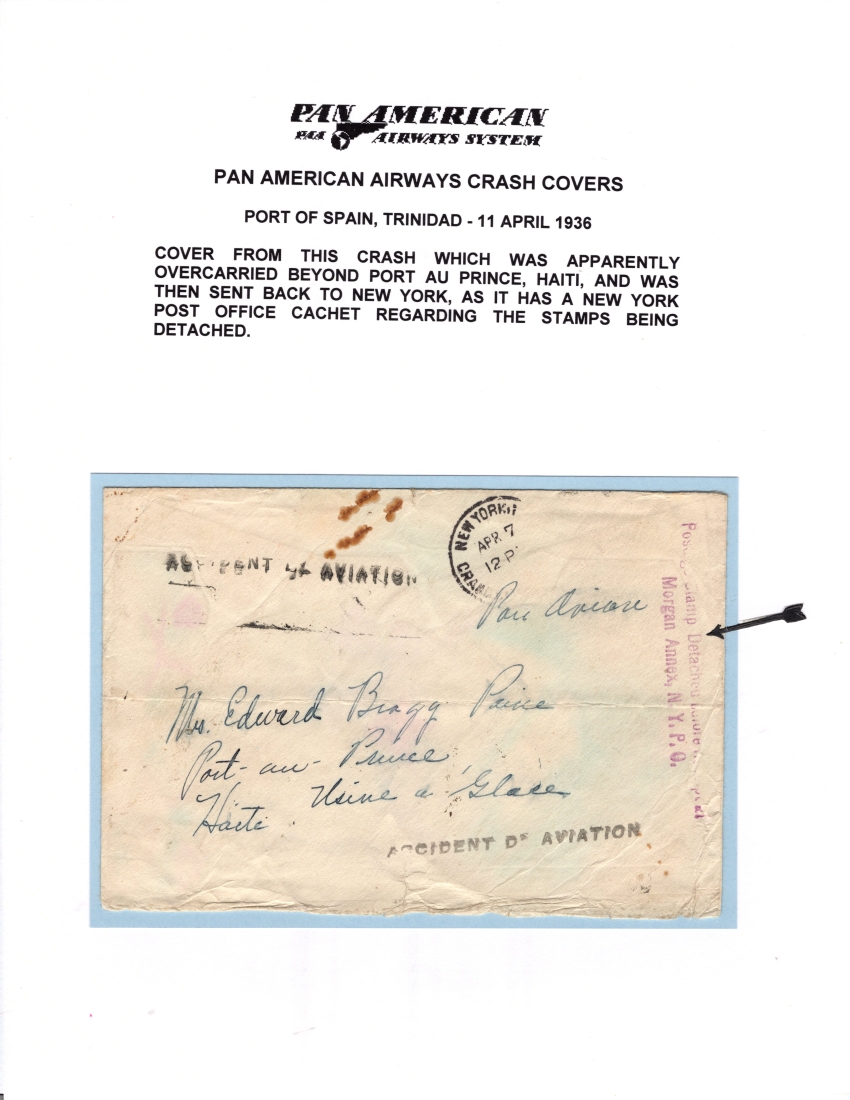 PAN AMERICAN
PAA AIRWAYS SYSTEM
PAN AMERICAN AIRWAYS CRASH COVERS
PORT OF SPAIN, TRINIDAD - 11 APRIL 1936
COVER FROM THIS CRASH WHICH WAS APPARENTLY
OVERCARRIED BEYOND PORT AU PRINCE, HAITI, AND WAS
THEN SENT BACK TO NEW YORK, AS IT HAS A NEW YORK
POST OFFICE CACHET REGARDING THE STAMPS BEING
DETACHED.
NEW YORK
APR 7
12 P
ACCIDENT D' AVIATION
Par Avion
Stamp Detached
Morgan Annex, N. Y. P. O.
Mr. Edward Bragg Paine
Port-au-Prince
Haiti Usine a Glace
ACCIDENT D' AVIATION